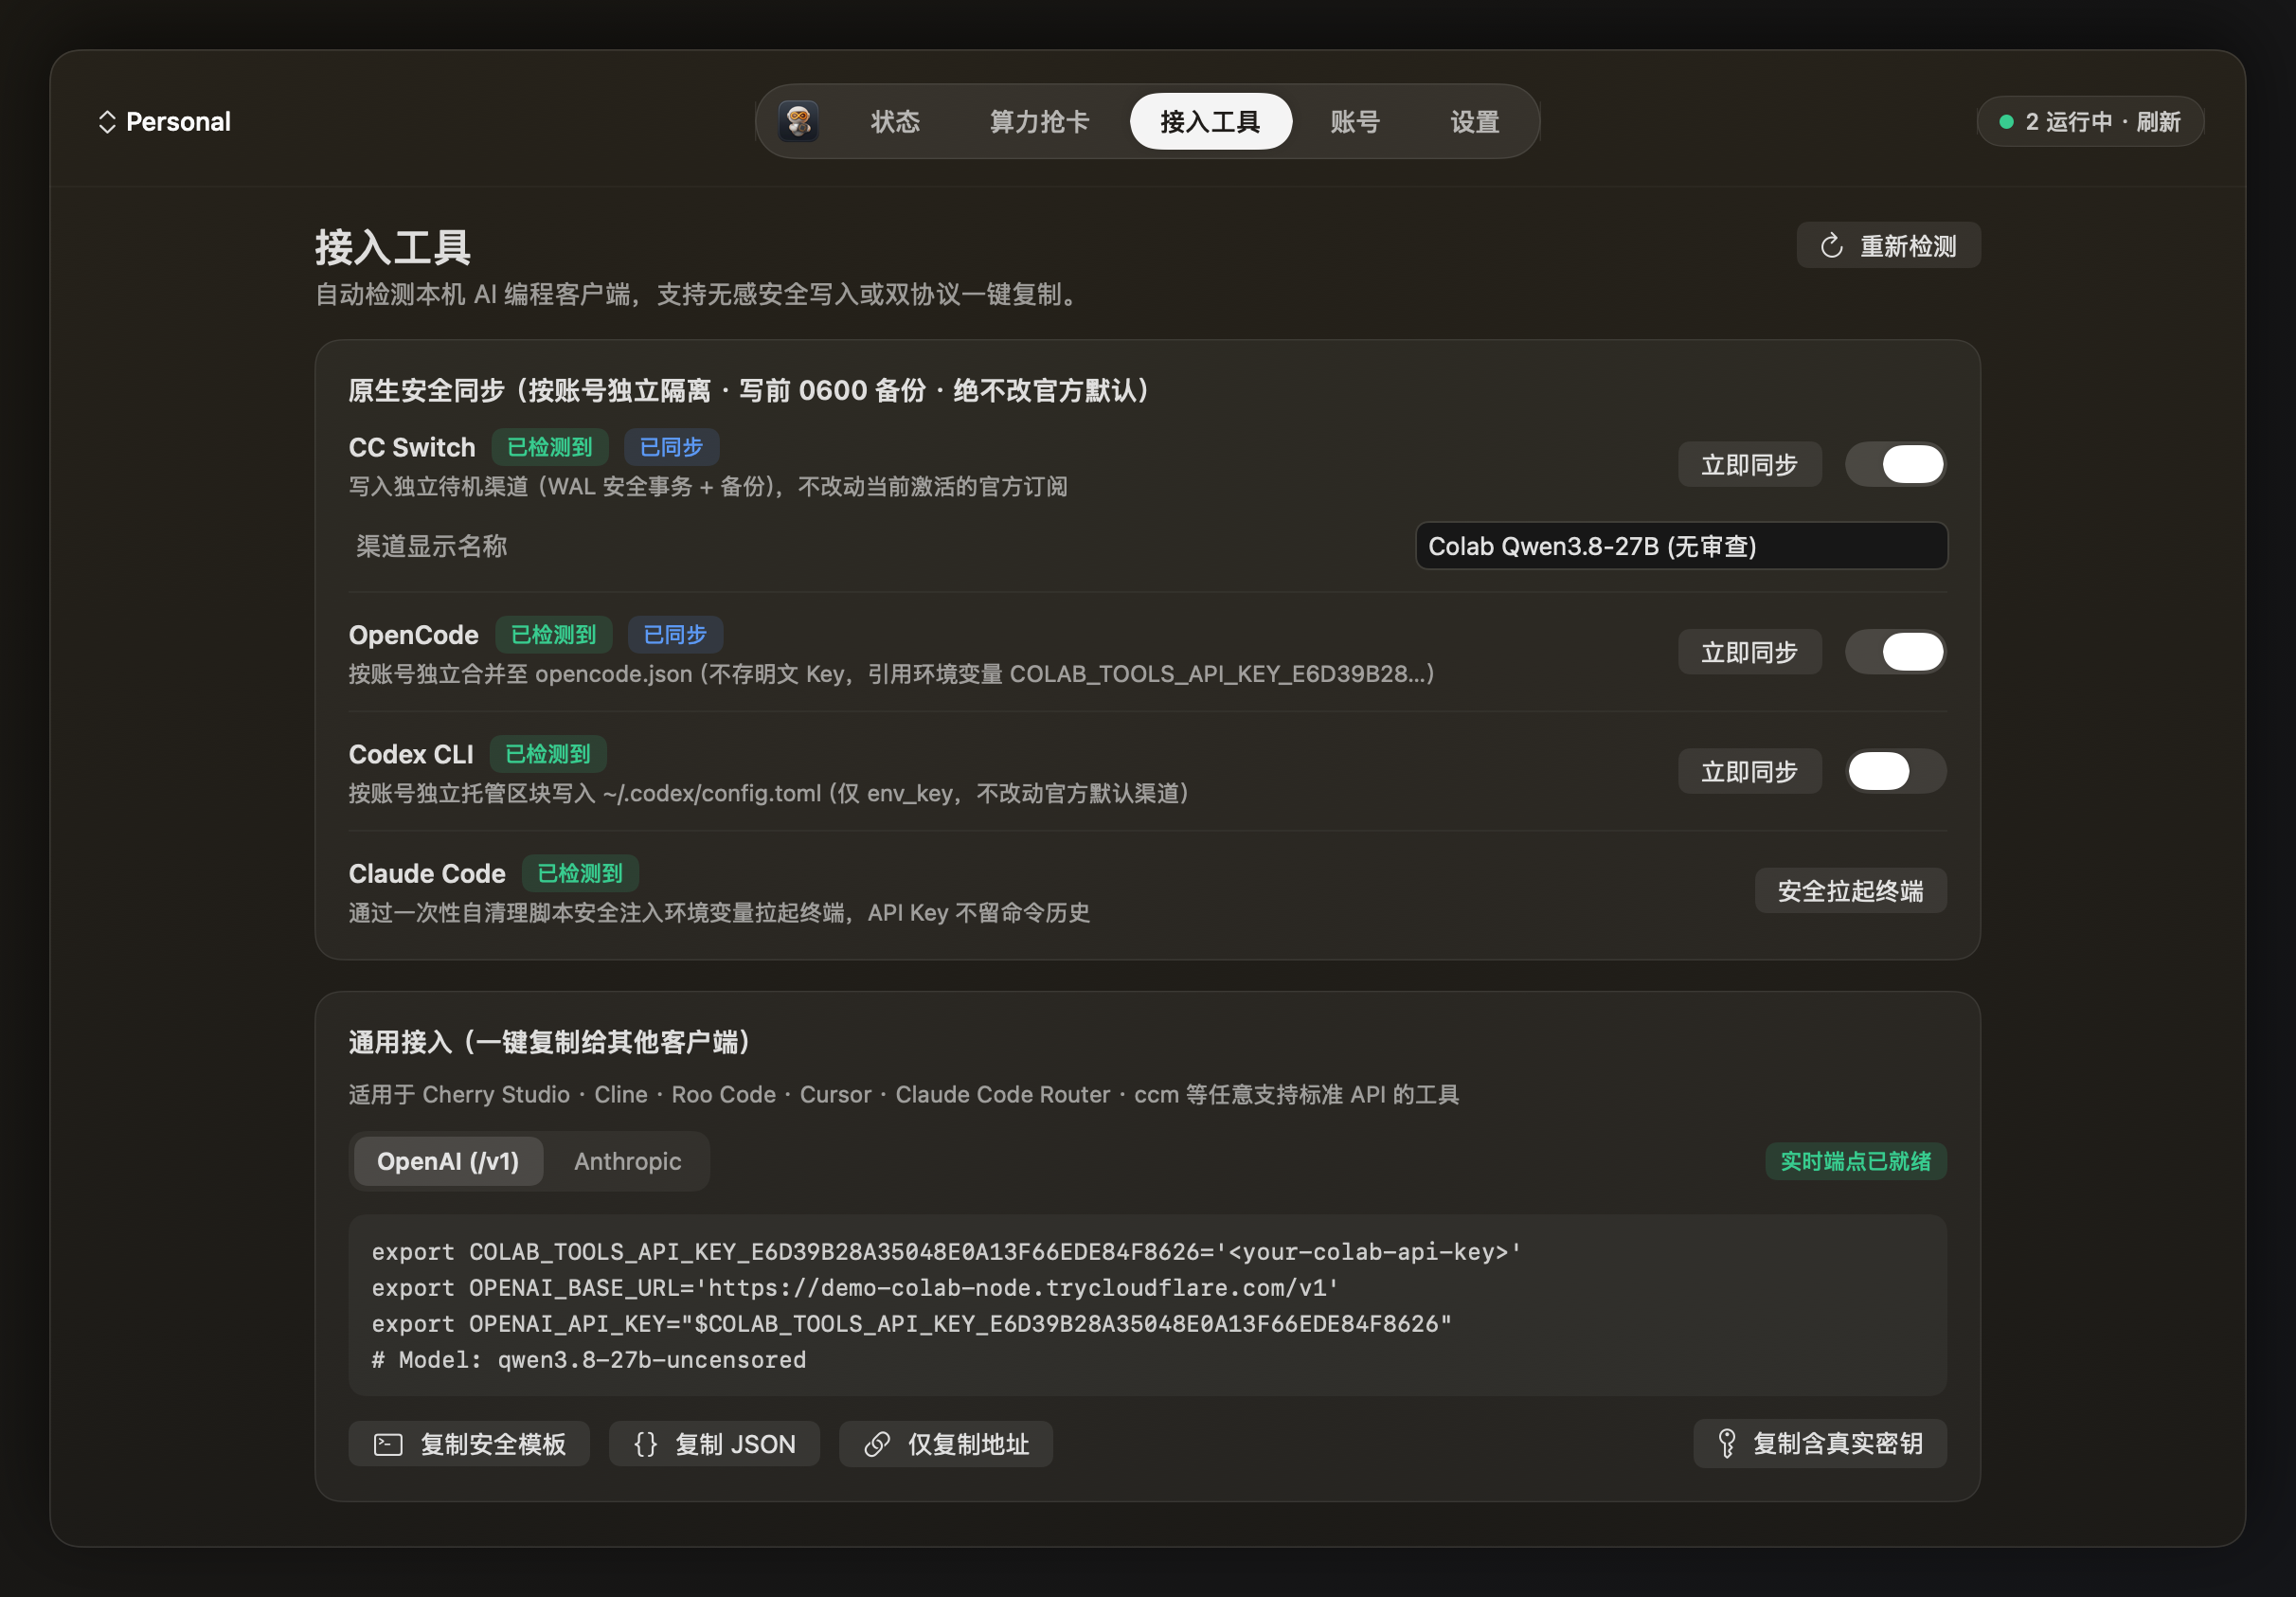 Personal
状态
算力抢卡
接入工具
账号
设置
2 运行中 · 刷新
接入工具
重新检测
自动检测本机 AI 编程客户端，支持无感安全写入或双协议一键复制。
原生安全同步（按账号独立隔离 · 写前 0600 备份 · 绝不改官方默认）
CC Switch 已检测到 已同步
立即同步
写入独立待机渠道（WAL 安全事务 + 备份），不改动当前激活的官方订阅
渠道显示名称
Colab Qwen3.8-27B (无审查)
OpenCode 已检测到 已同步
立即同步
按账号独立合并至 opencode.json (不存明文 Key，引用环境变量 COLAB_TOOLS_API_KEY_E6D39B28...)
Codex CLI 已检测到
立即同步
按账号独立托管区块写入 ~/.codex/config.toml (仅 env_key，不改动官方默认渠道)
Claude Code 已检测到
安全拉起终端
通过一次性自清理脚本安全注入环境变量拉起终端，API Key 不留命令历史
通用接入（一键复制给其他客户端）
适用于 Cherry Studio · Cline · Roo Code · Cursor · Claude Code Router · ccm 等任意支持标准 API 的工具
OpenAI (/v1)
Anthropic
实时端点已就绪
export COLAB_TOOLS_API_KEY_E6D39B28A35048E0A13F66EDE84F8626='<your-colab-api-key>'
export OPENAI_BASE_URL='https://demo-colab-node.trycloudflare.com/v1'
export OPENAI_API_KEY="$COLAB_TOOLS_API_KEY_E6D39B28A35048E0A13F66EDE84F8626"
# Model: qwen3.8-27b-uncensored
复制安全模板
{} 复制 JSON
仅复制地址
复制含真实密钥